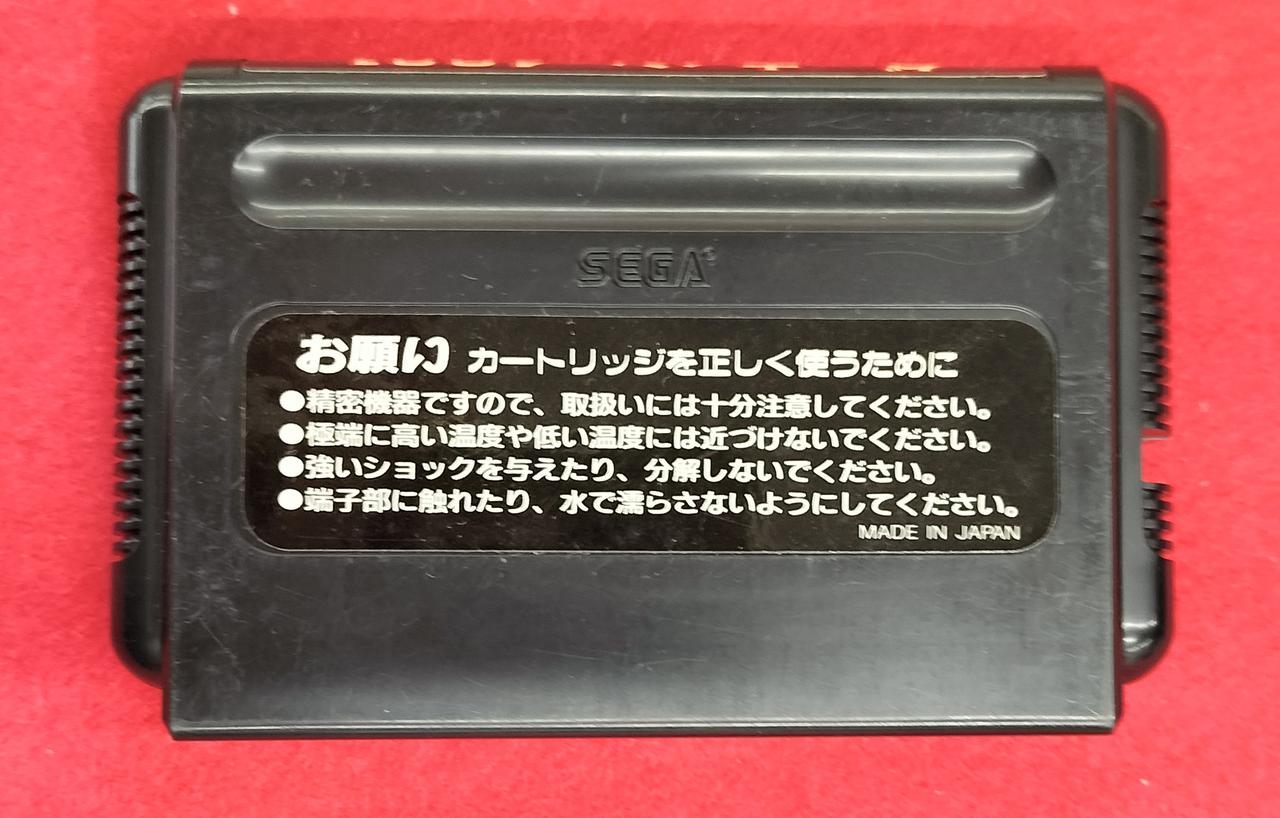 SEGA
お願い カートリッジを正しく使うために
●精密機器ですので、取扱いには十分注意してください。
●極端に高い温度や低い温度には近づけないでください。
●強いショックを与えたり、分解しないでください。
●端子部に触れたり、水で濡らさないようにしてください。
MADE IN JAPAN